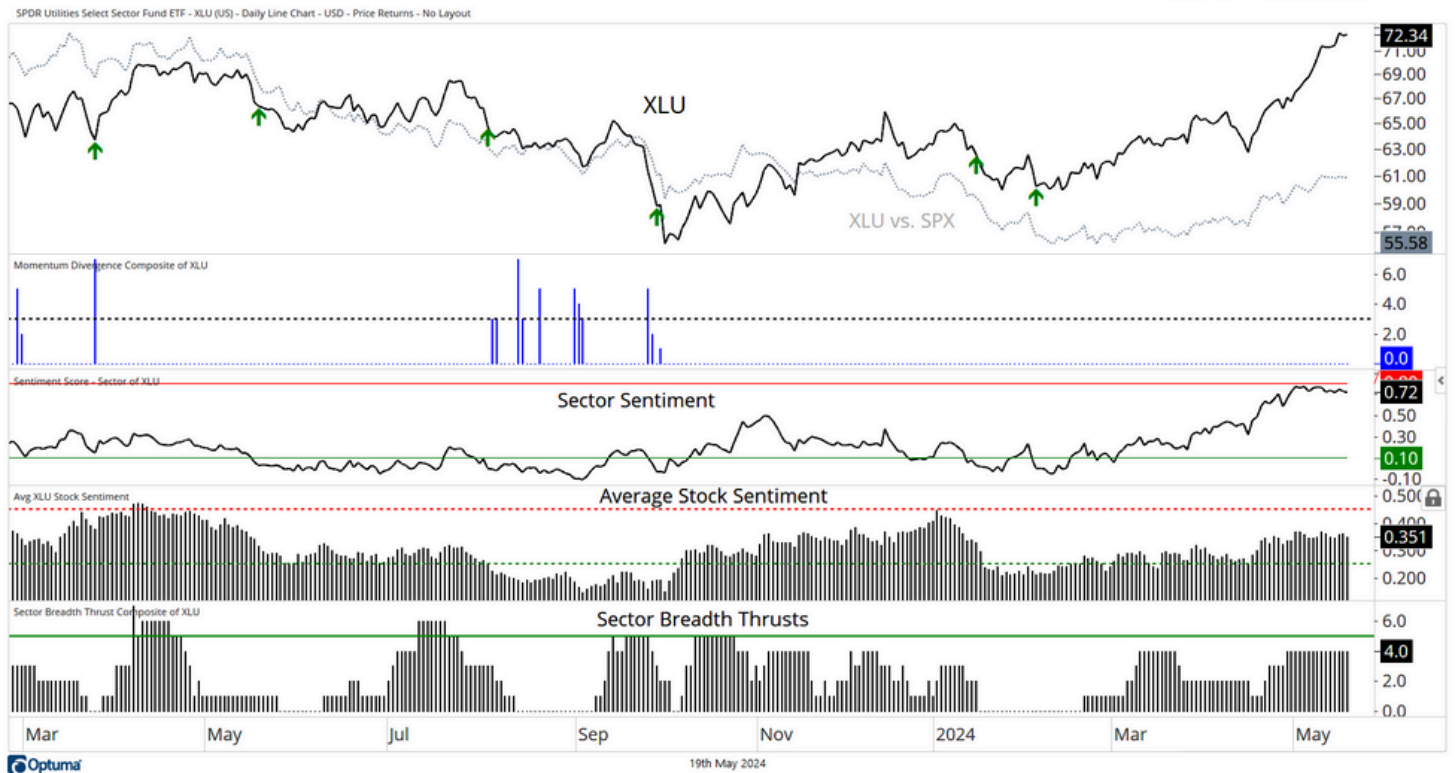 SPDR Utilities Select Sector Fund ETF - XLU (US) - Daily Line Chart - USD - Price Returns - No Layout
72.34
71.00
69.00
67.00
XLU
65.00
63.00
61.00
59.00
XLU vs. SPX
55.58
Momentum Divergence Composite of XLU
6.0
4.0
2.0
0.0
Sentiment Score - Sector of XLU
0.72
Sector Sentiment
0.50
0.30
0.10
-0.10
Avg XLU Stock Sentiment
Average Stock Sentiment
0.500
0.400
0.351
0.300
0.200
Sector Breadth Thrust Composite of XLU
Sector Breadth Thrusts
6.0
4.0
2.0
0.0
Mar May Jul Sep Nov 2024 Mar May
Optuma
19th May 2024